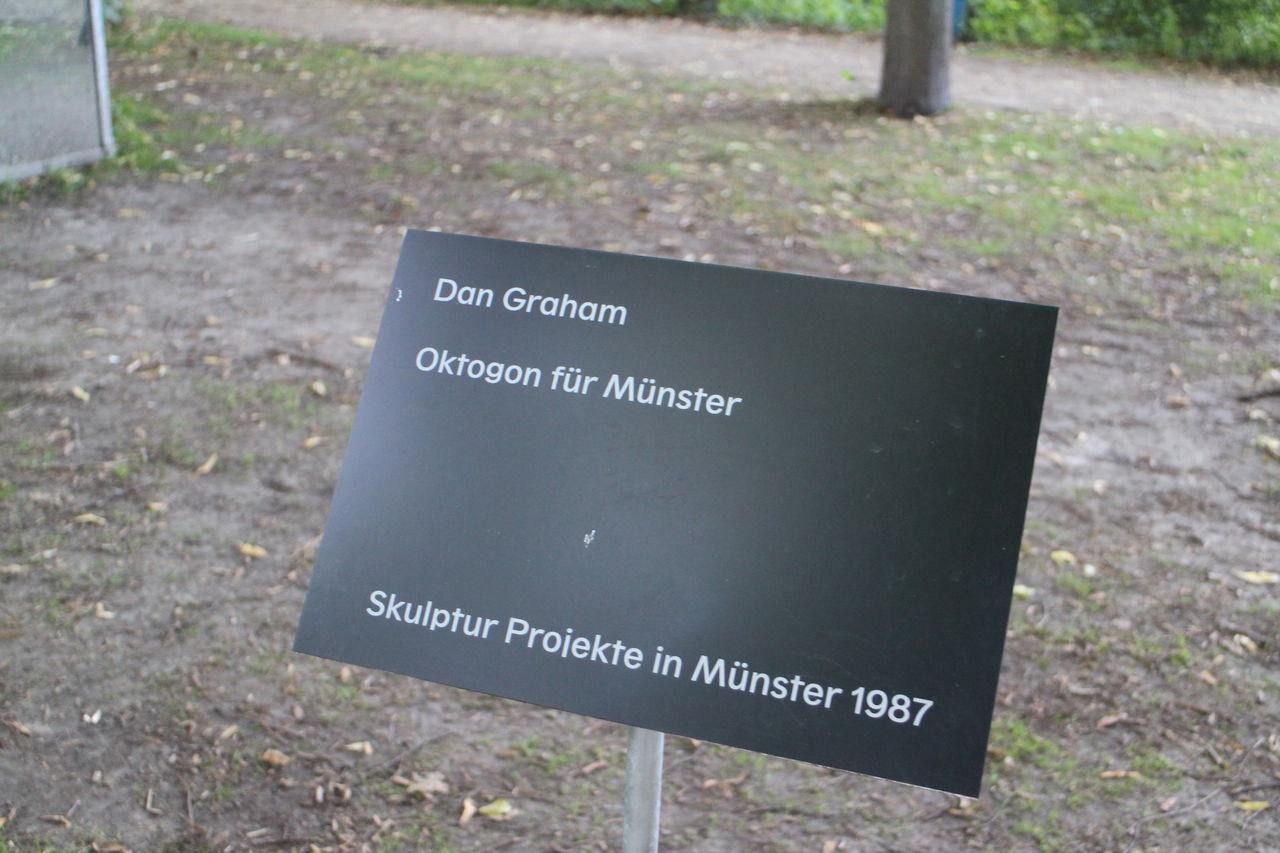 Dan Graham
Oktogon für Münster
Skulptur Projekte in Münster 1987